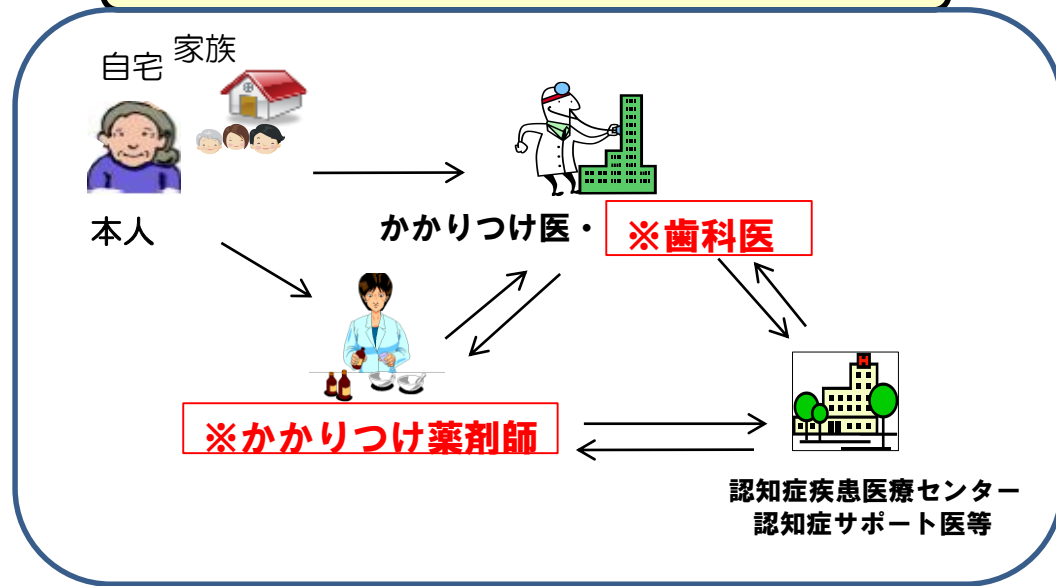 自宅
家族
本人
かかりつけ医・
※歯科医
※かかりつけ薬剤師
H
認知症疾患医療センター
認知症サポート医等